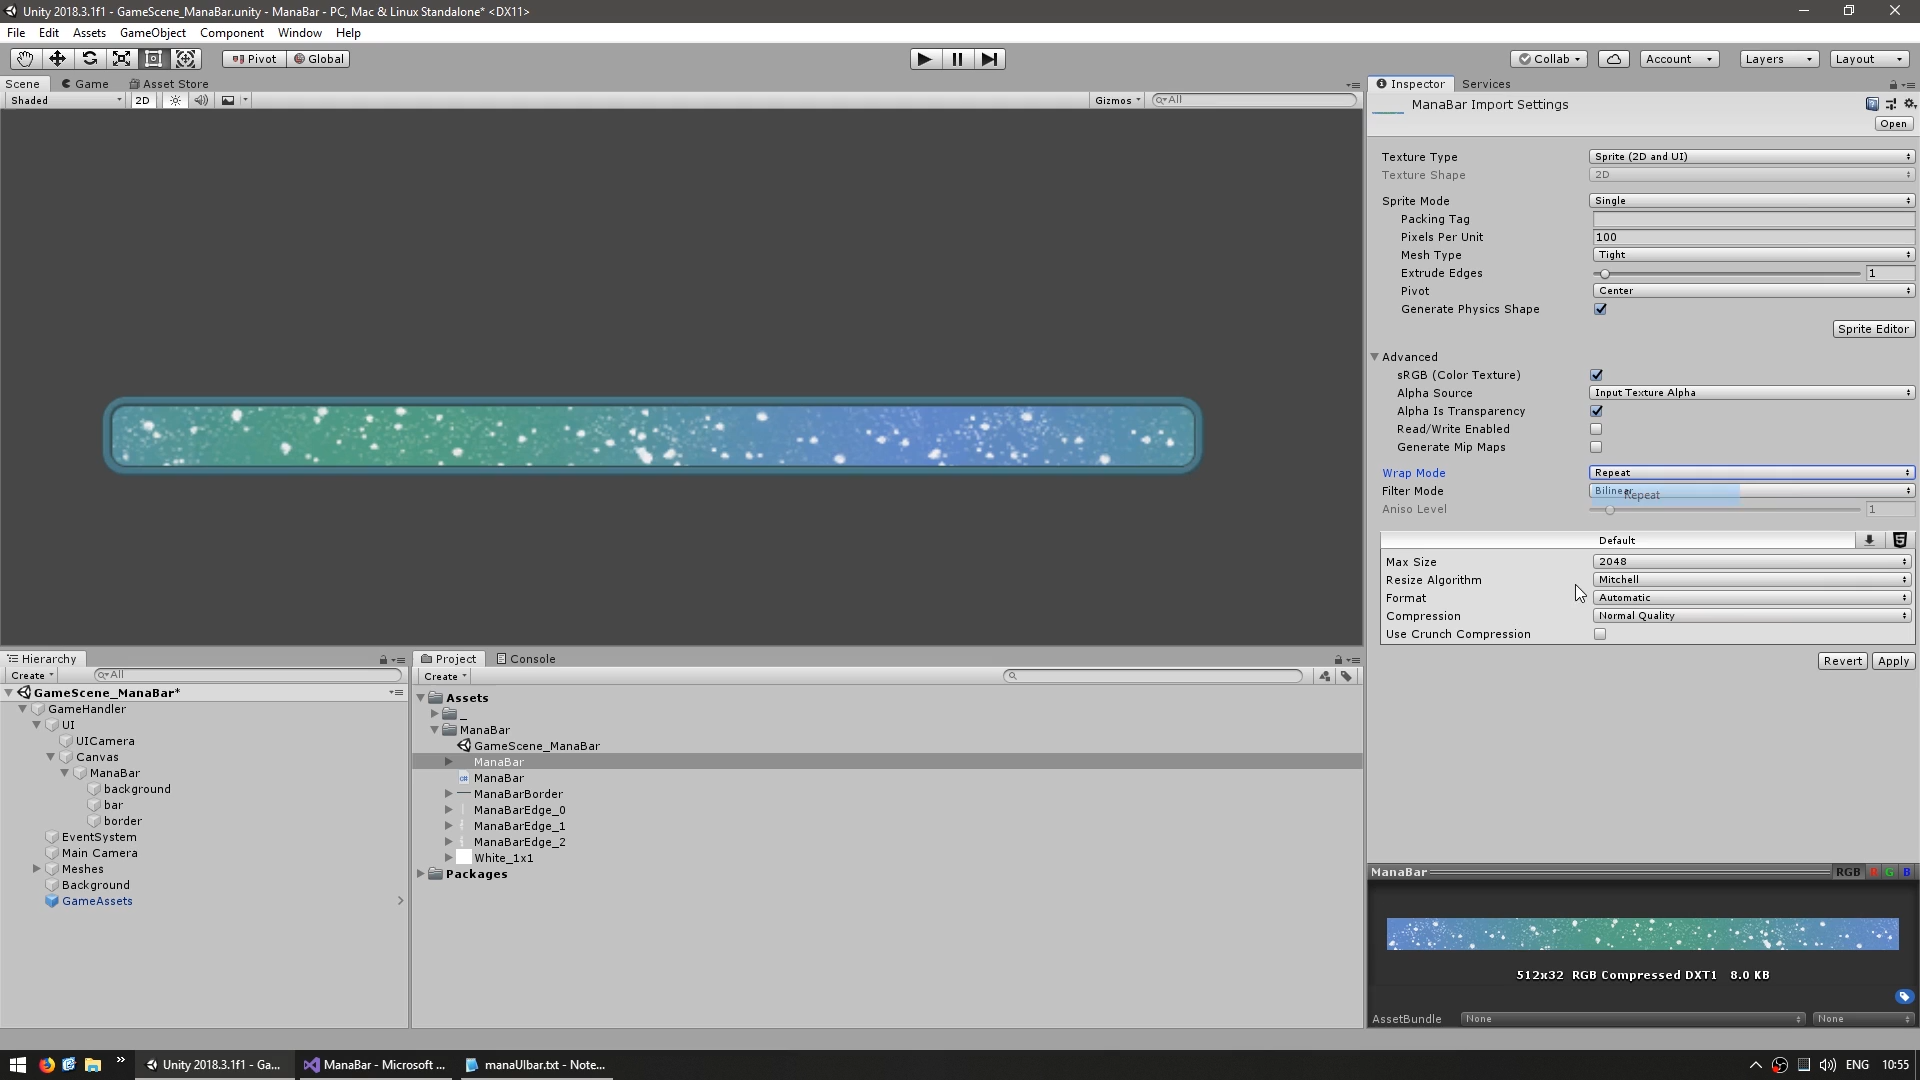 Unity 2018.3.1f1 - GameScene_ManaBar.unity - ManaBar - PC, Mac & Linux Standalone* <DX11>
File Edit Assets GameObject Component Window Help
Pivot Global Collab Account Layers Layout
Scene Game Asset Store
Shaded 2D Gizmos All
Inspector Services
ManaBar Import Settings
Open
Texture Type Sprite (2D and UI)
Texture Shape 2D
Sprite Mode Single
Packing Tag
Pixels Per Unit 100
Mesh Type Tight
Extrude Edges 1
Pivot Center
Generate Physics Shape
Sprite Editor
Advanced
sRGB (Color Texture)
Alpha Source Input Texture Alpha
Alpha Is Transparency
Read/Write Enabled
Generate Mip Maps
Wrap Mode Repeat
Filter Mode Bilinear Repeat
Aniso Level 1
Default
Max Size 2048
Resize Algorithm Mitchell
Format Automatic
Compression Normal Quality
Use Crunch Compression
Revert Apply
Hierarchy
Create All
GameScene_ManaBar*
GameHandler
UI
UICamera
Canvas
ManaBar
background
bar
border
EventSystem
Main Camera
Meshes
Background
GameAssets
Project Console
Create
Assets
_
ManaBar
GameScene_ManaBar
ManaBar
ManaBar
ManaBarBorder
ManaBarEdge_0
ManaBarEdge_1
ManaBarEdge_2
White_1x1
Packages
ManaBar RGB R G B
512x32 RGB Compressed DXT1 8.0 KB
AssetBundle None None
Unity 2018.3.1f1 - Ga... ManaBar - Microsoft ... manaUIbar.txt - Note... ENG 10:55